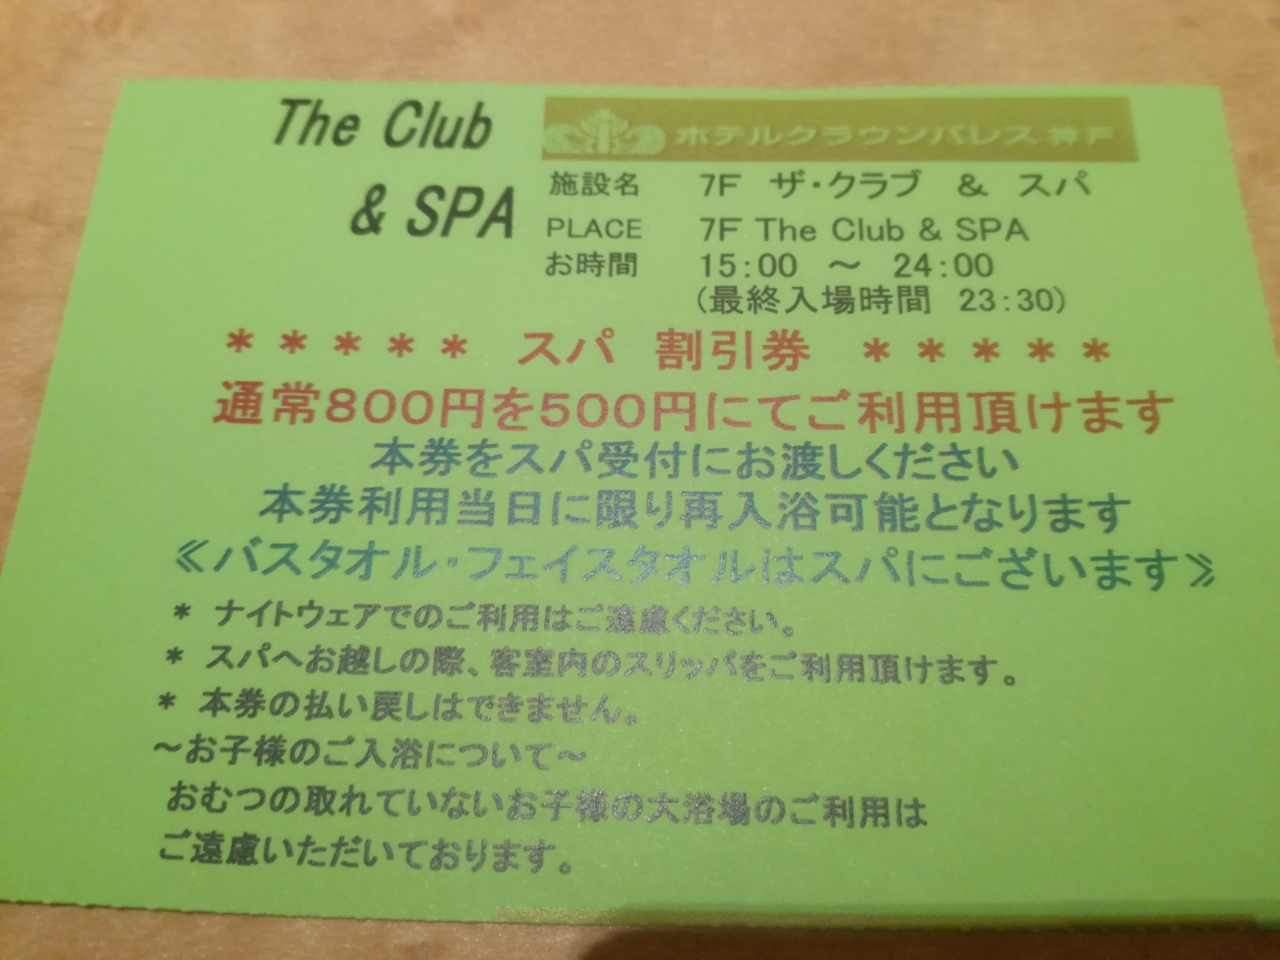 The Club
& SPA
ホテルクラウンパレス神戸
施設名 7F ザ・クラブ & スパ
PLACE 7F The Club & SPA
お時間 15:00 ～ 24:00
(最終入場時間 23:30)
＊＊＊＊＊ スパ 割引券 ＊＊＊＊＊
通常800円を500円にてご利用頂けます
本券をスパ受付にお渡しください
本券利用当日に限り再入浴可能となります
≪バスタオル・フェイスタオルはスパにございます≫
＊ ナイトウェアでのご利用はご遠慮ください。
＊ スパへお越しの際、客室内のスリッパをご利用頂けます。
＊ 本券の払い戻しはできません。
～お子様のご入浴について～
おむつの取れていないお子様の大浴場のご利用は
ご遠慮いただいております。